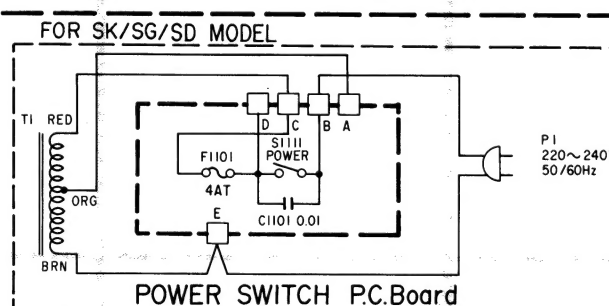 FOR SK/SG/SD MODEL
T1 RED
D C B A
F1101
S1111
POWER
P1
220~240
50/60Hz
4AT
ORG
E
C1101 0.01
BRN
POWER SWITCH P.C.Board